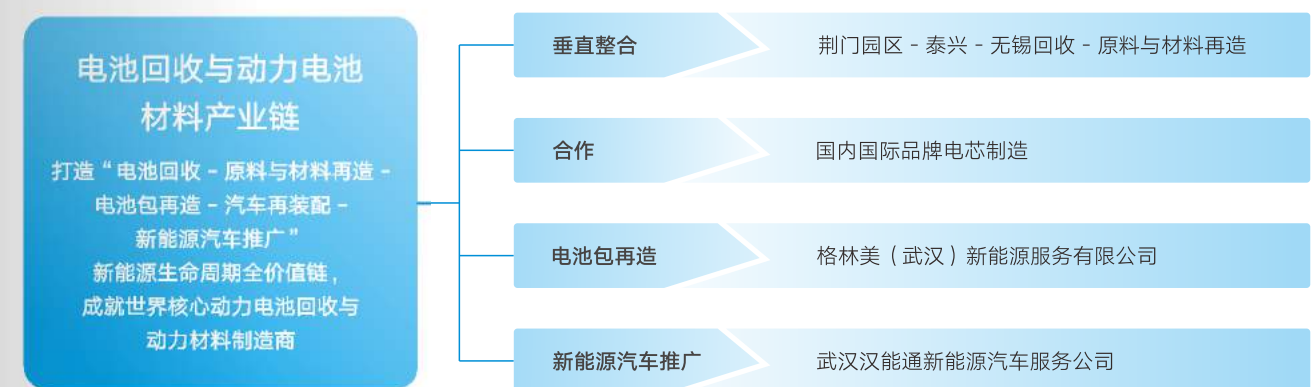 电池回收与动力电池
材料产业链
打造“电池回收－原料与材料再造－
电池包再造－汽车再装配－
新能源汽车推广”
新能源生命周期全价值链，
成就世界核心动力电池回收与
动力材料制造商
垂直整合 荆门园区－泰兴－无锡回收－原料与材料再造
合作 国内国际品牌电芯制造
电池包再造 格林美（武汉）新能源服务有限公司
新能源汽车推广 武汉汉能通新能源汽车服务公司